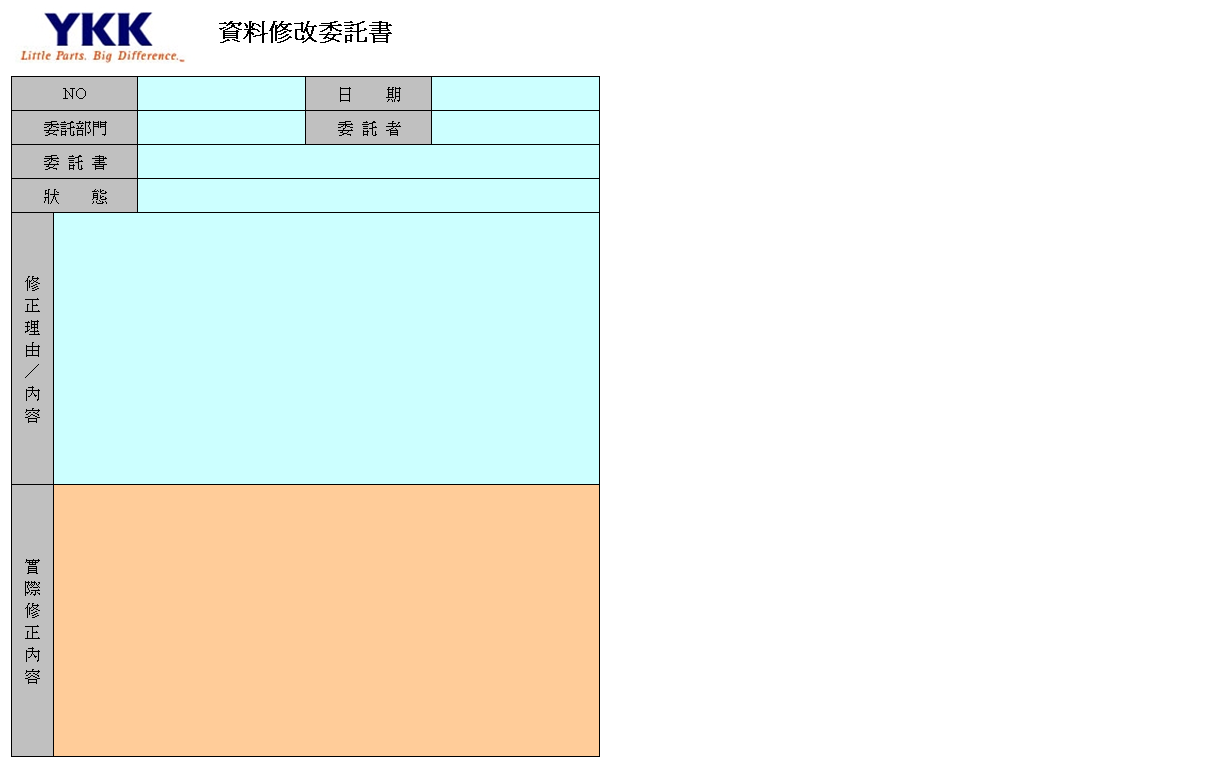 YKK
Little Parts. Big Difference.
資料修改委託書
NO
日　　期
委託部門
委 託 者
委 託 書
狀　　態
修正理由／內容
實際修正內容